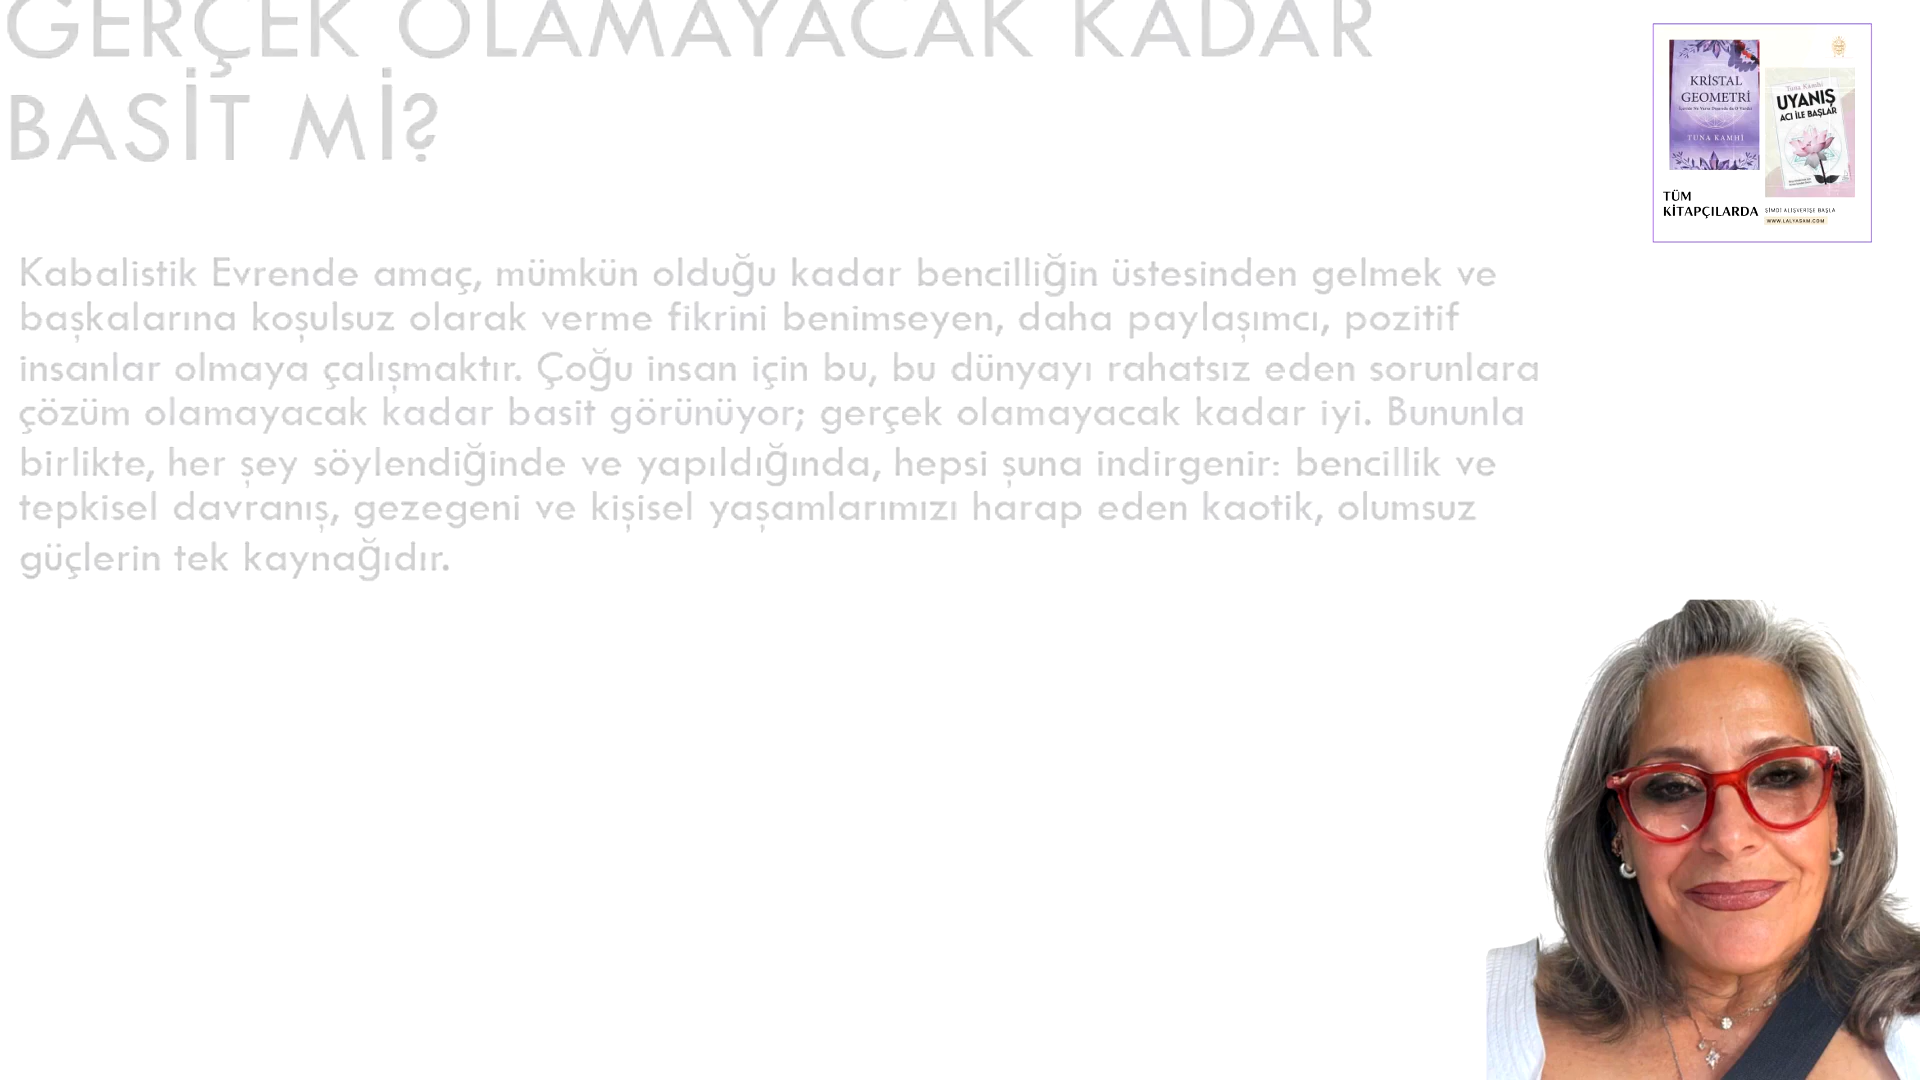 GERÇEK OLAMAYACAK KADAR
BASİT Mİ?
Kabalistik Evrende amaç, mümkün olduğu kadar bencilliğin üstesinden gelmek ve
başkalarına koşulsuz olarak verme fikrini benimseyen, daha paylaşımcı, pozitif
insanlar olmaya çalışmaktır. Çoğu insan için bu, bu dünyayı rahatsız eden sorunlara
çözüm olamayacak kadar basit görünüyor; gerçek olamayacak kadar iyi. Bununla
birlikte, her şey söylendiğinde ve yapıldığında, hepsi şuna indirgenir: bencillik ve
tepkisel davranış, gezegeni ve kişisel yaşamlarımızı harap eden kaotik, olumsuz
güçlerin tek kaynağıdır.
KRİSTAL
GEOMETRİ
TUNA KAMHİ
Tuna Kamhi
UYANIŞ
ACI İLE BAŞLAR
TÜM
KİTAPÇILARDA
ŞİMDİ ALIŞVERİŞE BAŞLA
WWW.LALYASAM.COM